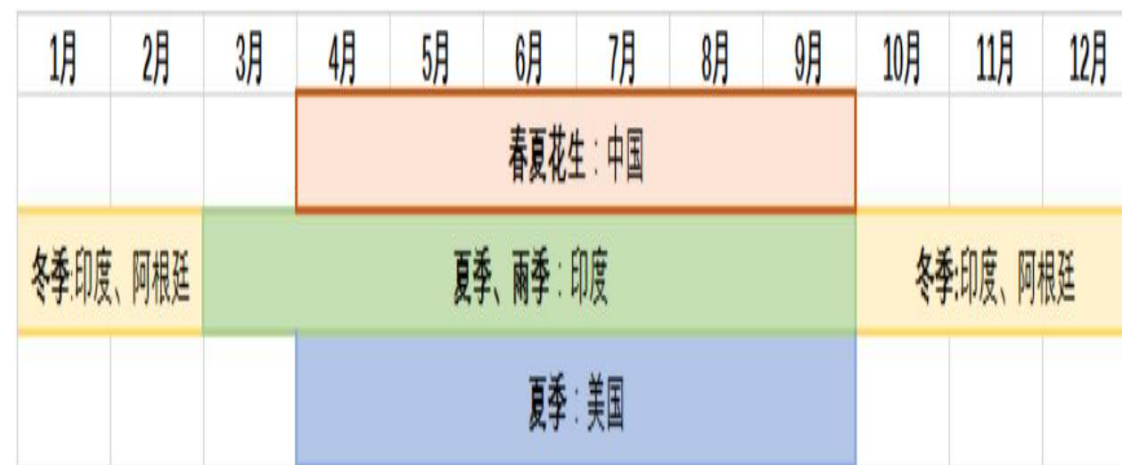 1月 2月 3月 4月 5月 6月 7月 8月 9月 10月 11月 12月
春夏花生：中国
冬季:印度、阿根廷 夏季、雨季：印度 冬季:印度、阿根廷
夏季：美国